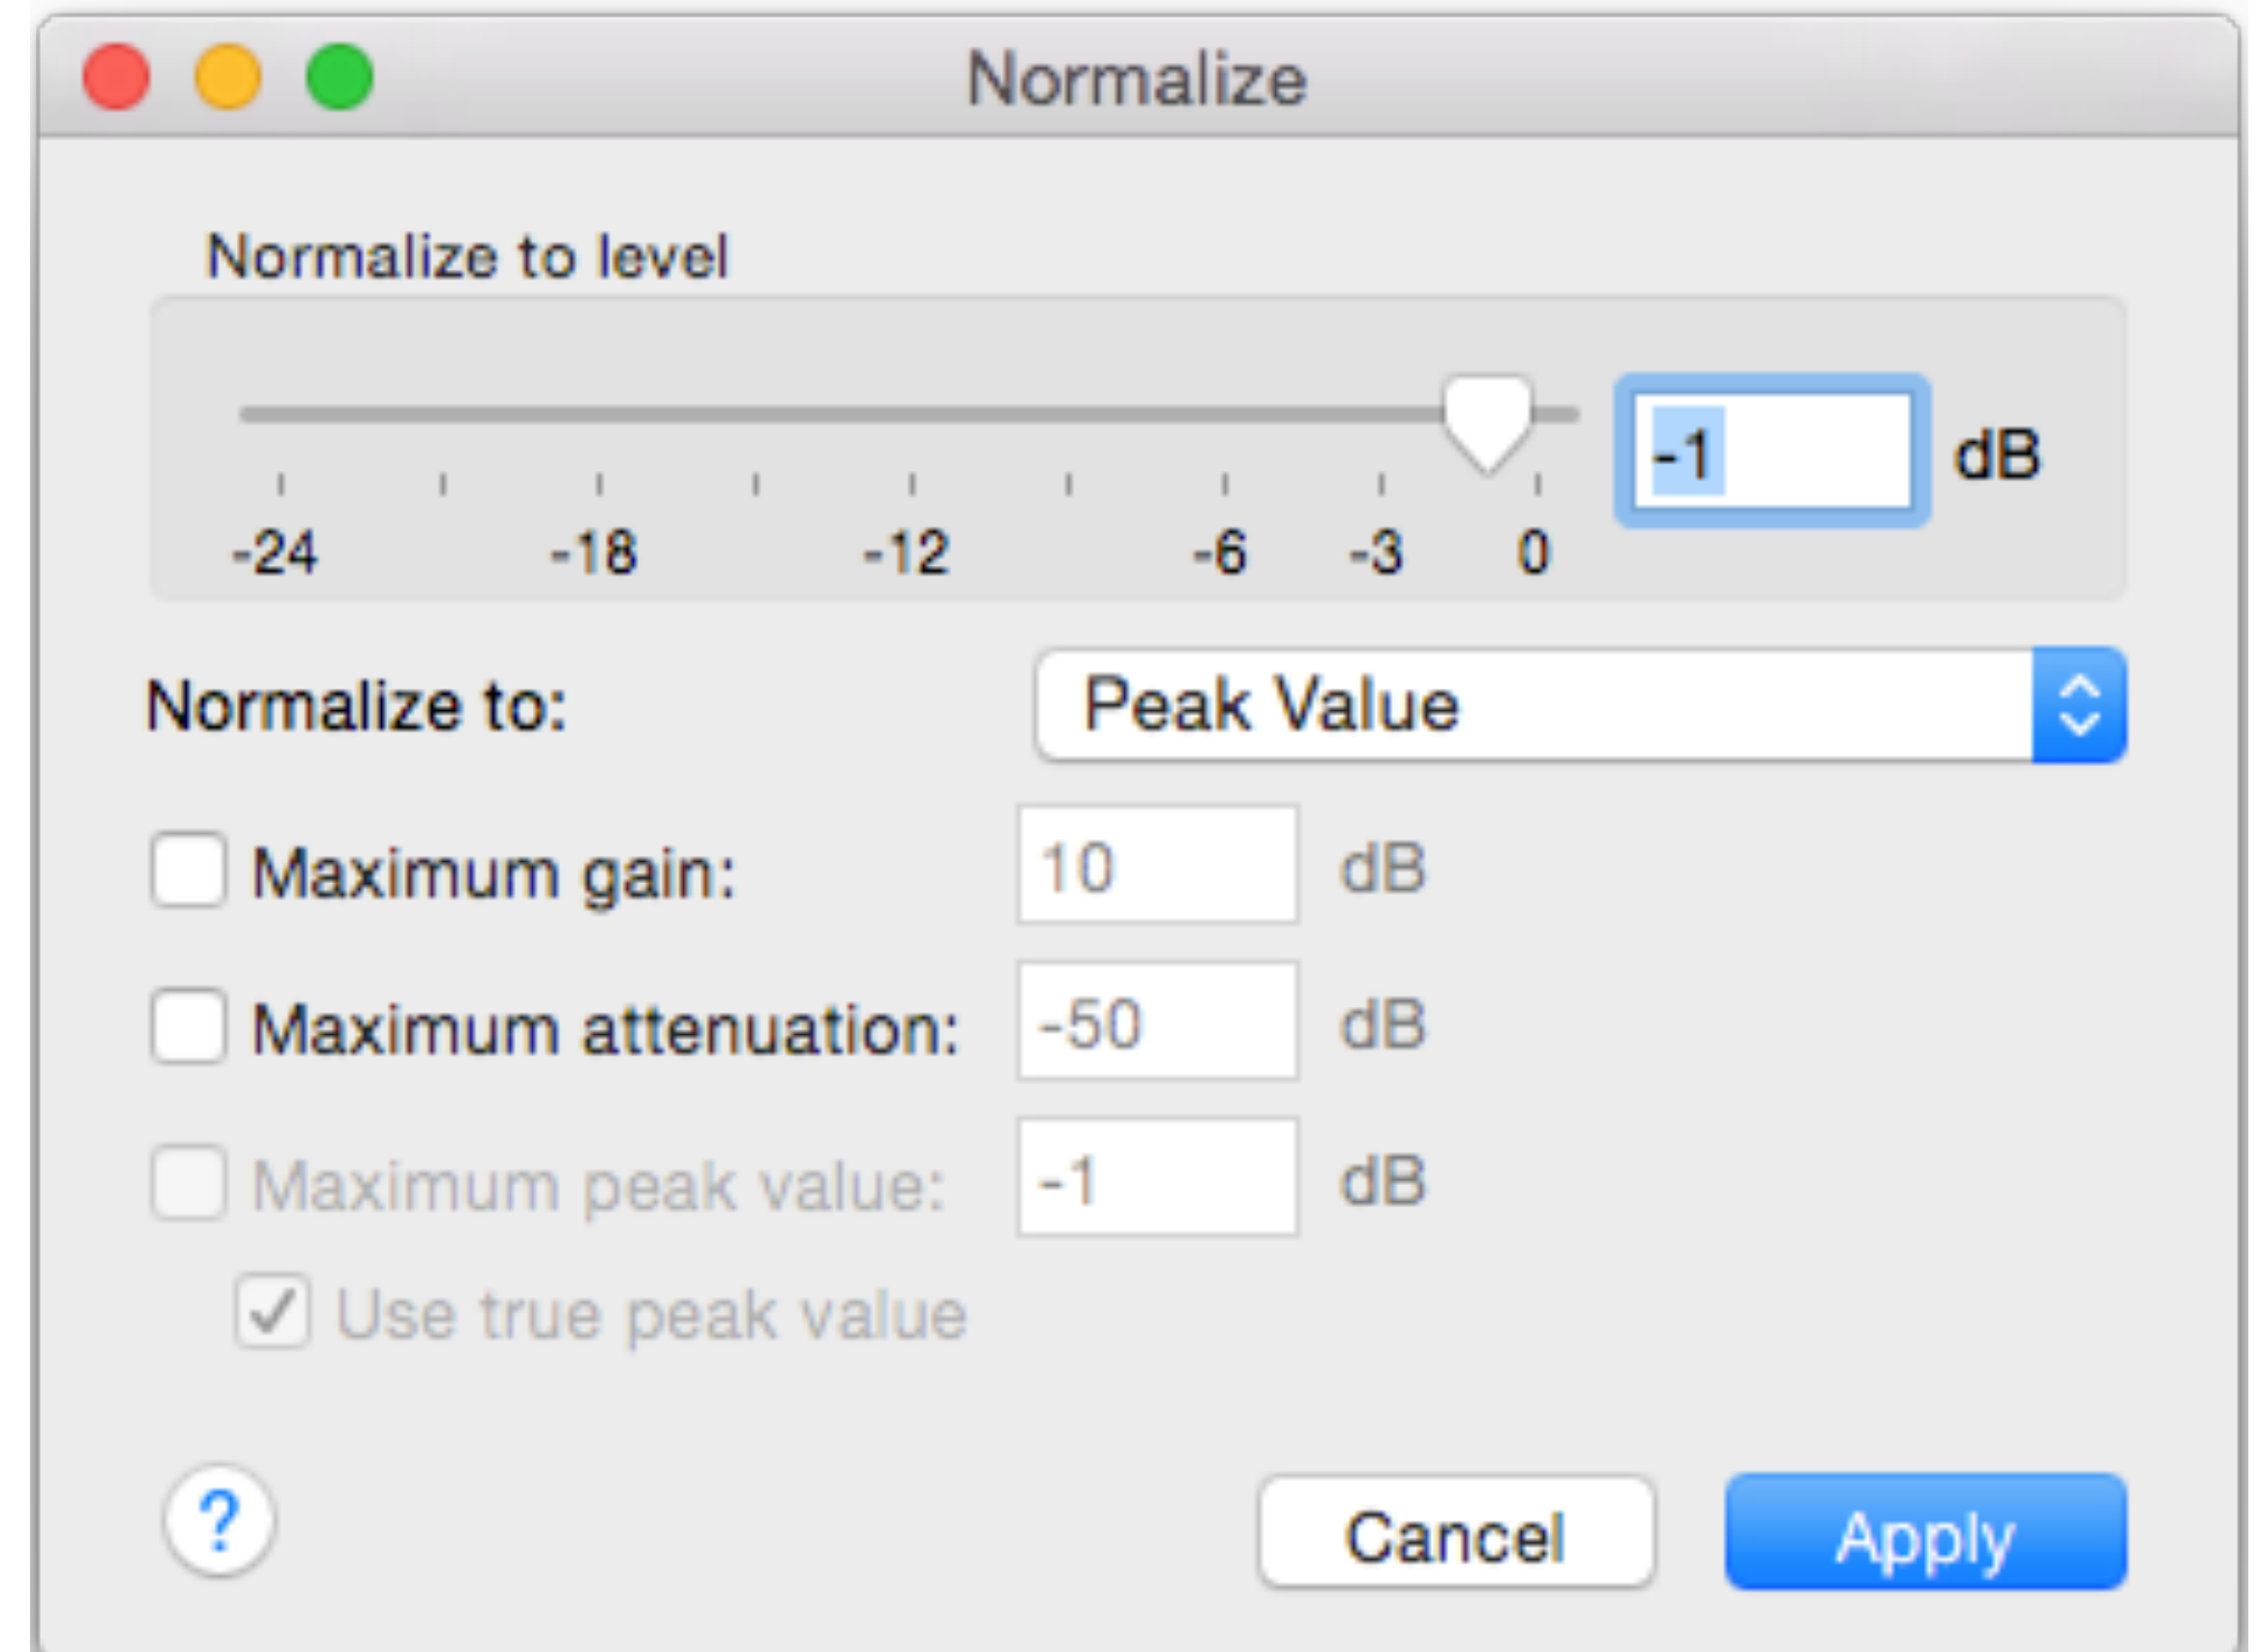 Normalize
Normalize to level
-1 dB
-24 -18 -12 -6 -3 0
Normalize to: Peak Value
Maximum gain: 10 dB
Maximum attenuation: -50 dB
Maximum peak value: -1 dB
Use true peak value
? Cancel Apply